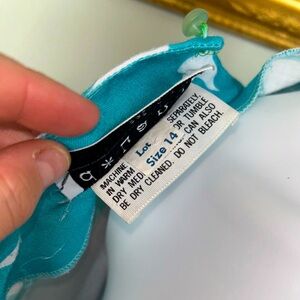 Lot
Size 14
MACHINE SEPARATELY,
IN WARM OR TUMBLE
DRY MED. CAN ALSO
BE DRY CLEANED. DO NOT BLEACH.